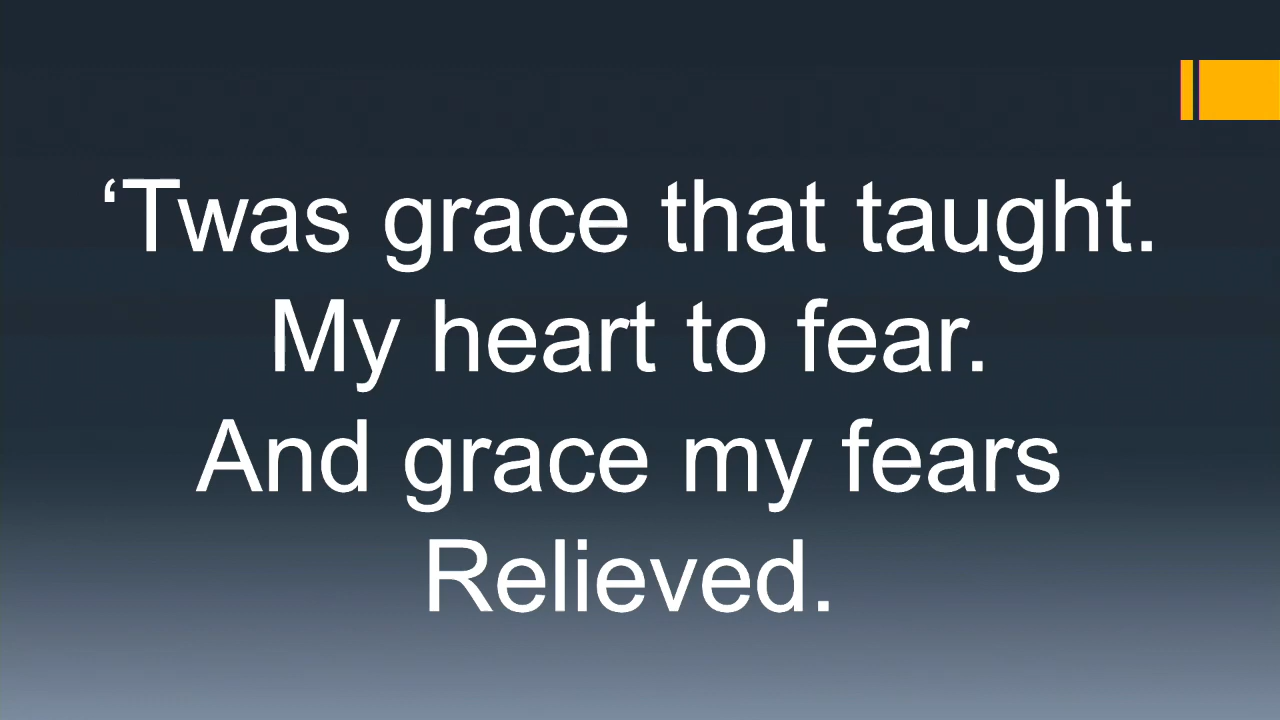 ‘Twas grace that taught.
My heart to fear.
And grace my fears
Relieved.